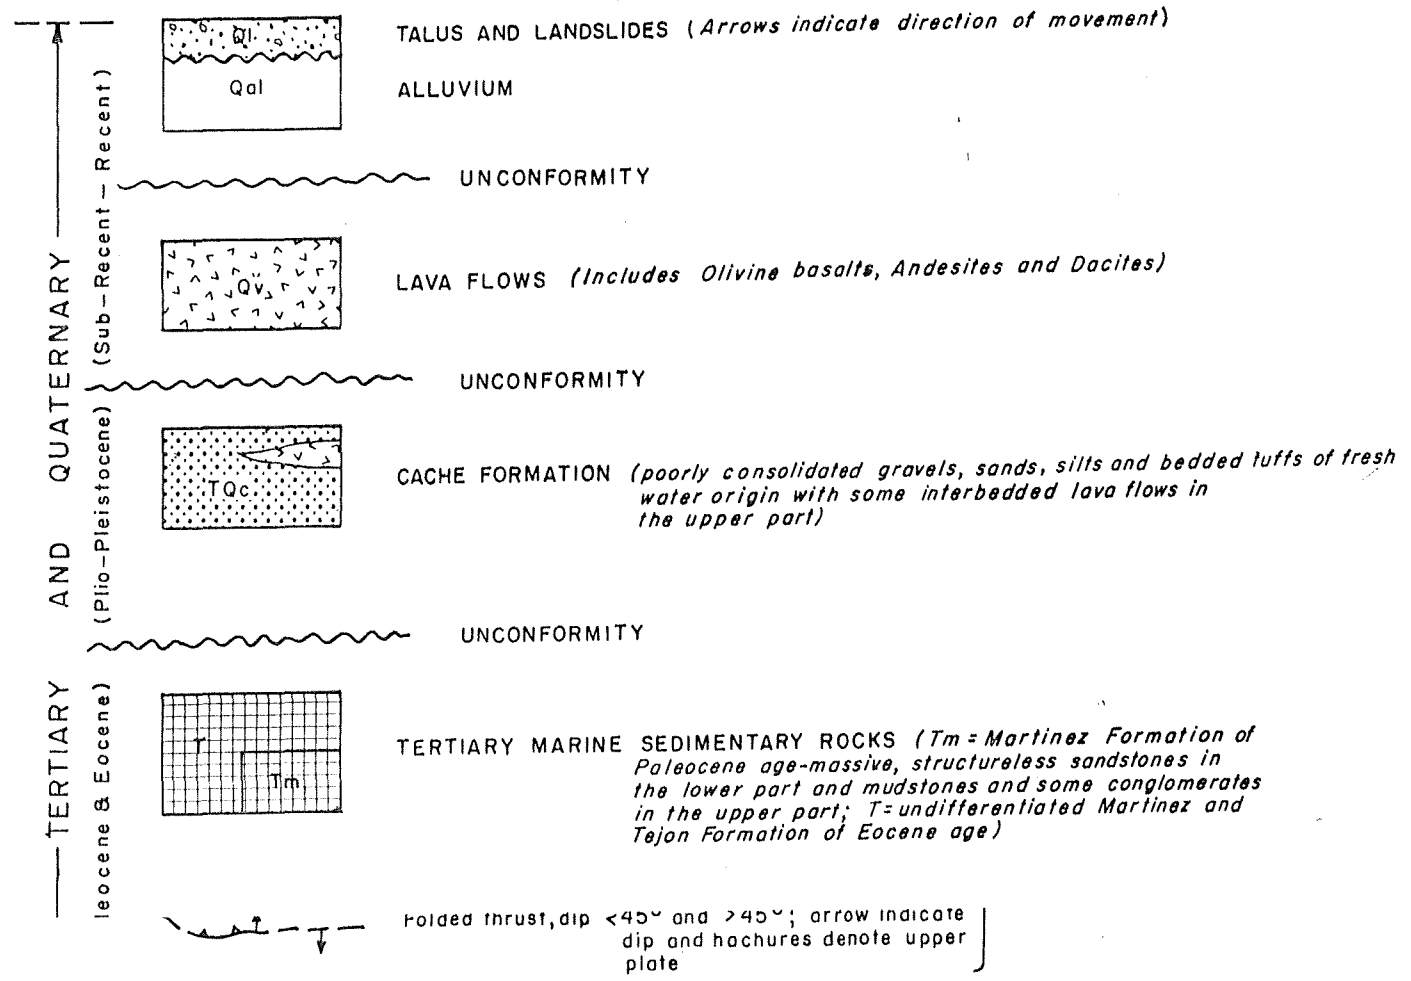 Ql
TALUS AND LANDSLIDES (Arrows indicate direction of movement)
Qal
ALLUVIUM
UNCONFORMITY
Qv
LAVA FLOWS (Includes Olivine basalts, Andesites and Dacites)
UNCONFORMITY
TQc
CACHE FORMATION (poorly consolidated gravels, sands, silts and bedded tuffs of fresh
water origin with some interbedded lava flows in
the upper part)
UNCONFORMITY
T
Tm
TERTIARY MARINE SEDIMENTARY ROCKS (Tm = Martinez Formation of
Paleocene age-massive, structureless sandstones in
the lower part and mudstones and some conglomerates
in the upper part; T = undifferentiated Martinez and
Tejon Formation of Eocene age)
Folded thrust, dip <45° and >45°; arrow indicate
dip and hachures denote upper
plate
TERTIARY AND QUATERNARY
leocene & Eocene)
(Plio-Pleistocene)
(Sub-Recent-Recent)